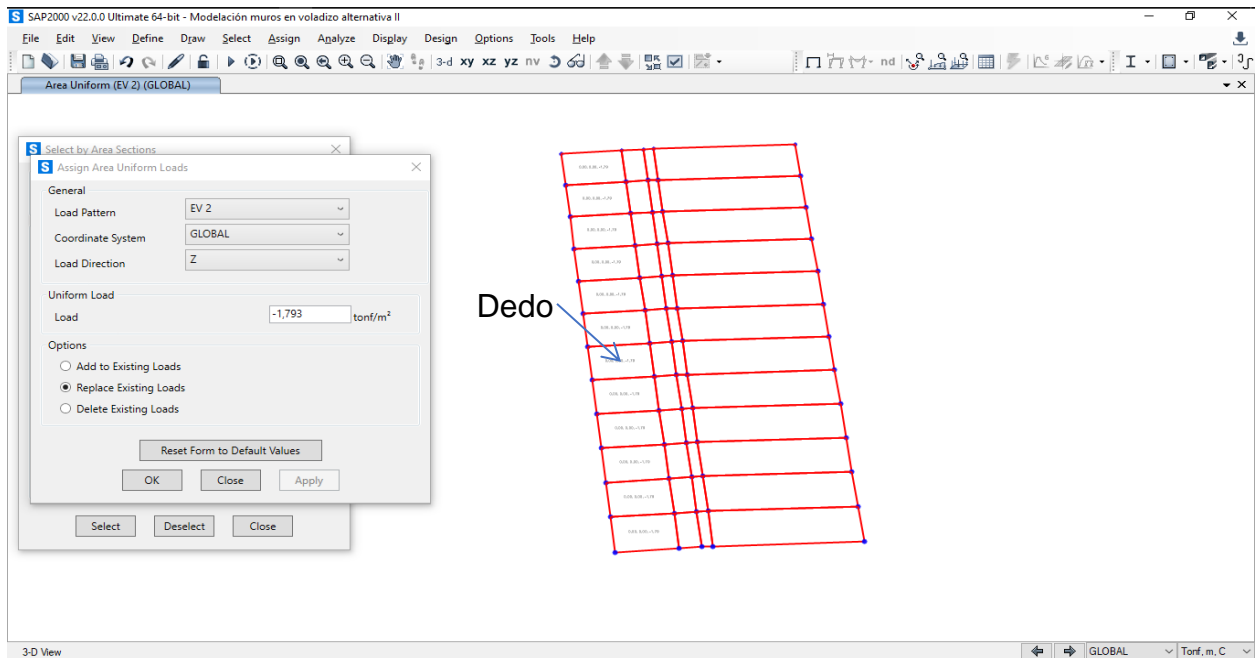 SAP2000 v22.0.0 Ultimate 64-bit - Modelación muros en voladizo alternativa II
File Edit View Define Draw Select Assign Analyze Display Design Options Tools Help
3-d xy xz yz nv
nd
Area Uniform (EV 2) (GLOBAL)
Select by Area Sections
Assign Area Uniform Loads
General
Load Pattern EV 2
Coordinate System GLOBAL
Load Direction Z
Uniform Load
Load -1,793 tonf/m²
Options
Add to Existing Loads
Replace Existing Loads
Delete Existing Loads
Reset Form to Default Values
OK Close Apply
Select Deselect Close
Dedo
3-D View
GLOBAL Tonf, m, C